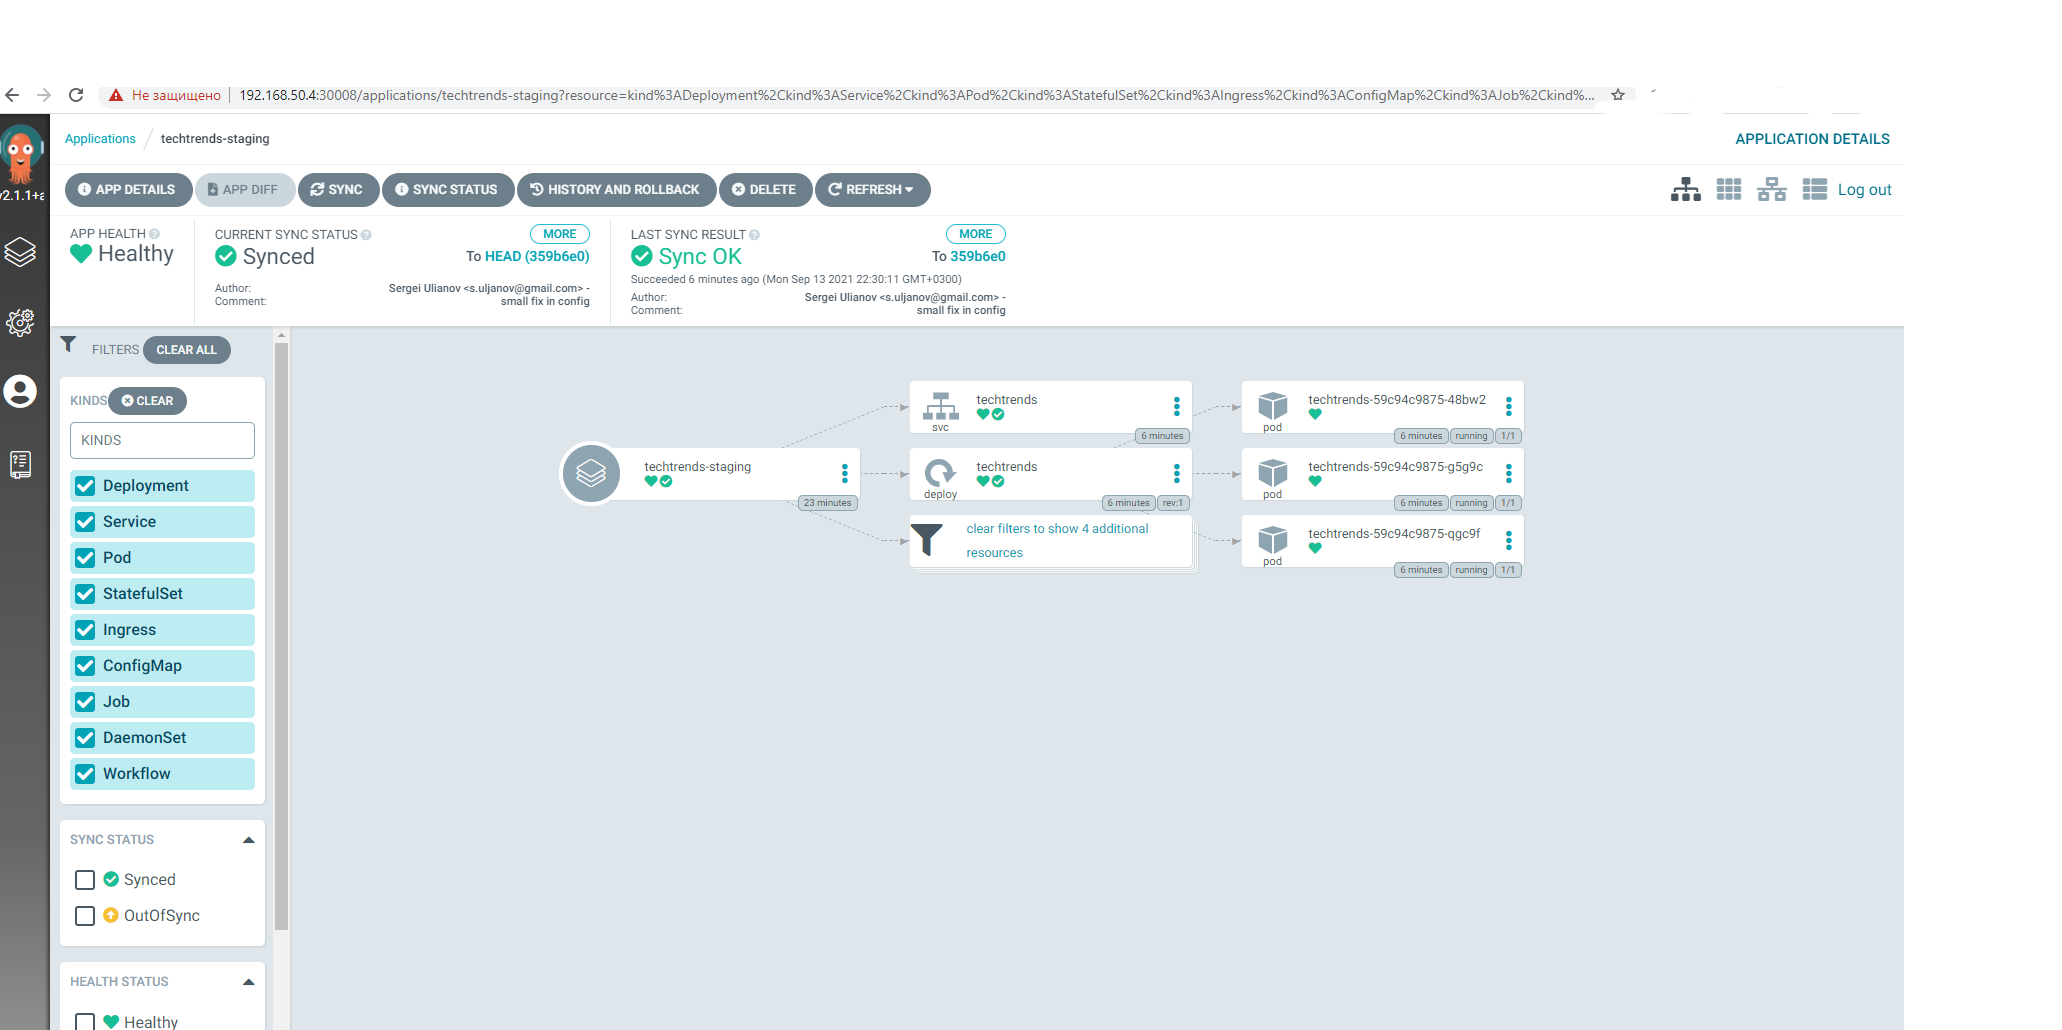 Не защищено
192.168.50.4:30008/applications/techtrends-staging?resource=kind%3ADeployment%2Ckind%3AService%2Ckind%3APod%2Ckind%3AStatefulSet%2Ckind%3AIngress%2Ckind%3AConfigMap%2Ckind%3AJob%2Ckind%...
v2.1.1+a
Applications / techtrends-staging
APPLICATION DETAILS
APP DETAILS
APP DIFF
SYNC
SYNC STATUS
HISTORY AND ROLLBACK
DELETE
REFRESH
Log out
APP HEALTH
Healthy
CURRENT SYNC STATUS
MORE
Synced
To HEAD (359b6e0)
Author:
Sergei Ulianov <s.uljanov@gmail.com> -
Comment:
small fix in config
LAST SYNC RESULT
MORE
Sync OK
To 359b6e0
Succeeded 6 minutes ago (Mon Sep 13 2021 22:30:11 GMT+0300)
Author:
Sergei Ulianov <s.uljanov@gmail.com> -
Comment:
small fix in config
FILTERS
CLEAR ALL
KINDS
CLEAR
KINDS
Deployment
Service
Pod
StatefulSet
Ingress
ConfigMap
Job
DaemonSet
Workflow
SYNC STATUS
Synced
OutOfSync
HEALTH STATUS
Healthy
techtrends-staging
23 minutes
techtrends
svc
6 minutes
techtrends
deploy
6 minutes
rev:1
clear filters to show 4 additional
resources
techtrends-59c94c9875-48bw2
pod
6 minutes
running
1/1
techtrends-59c94c9875-g5g9c
pod
6 minutes
running
1/1
techtrends-59c94c9875-qgc9f
pod
6 minutes
running
1/1